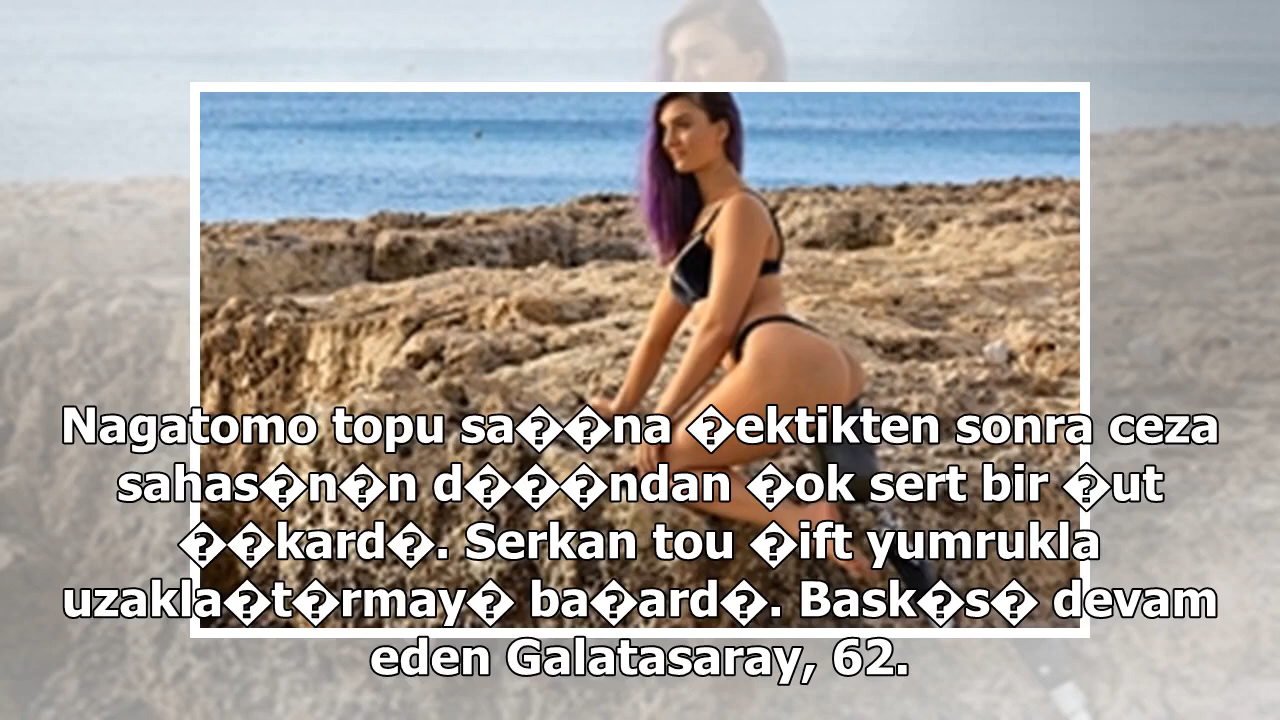 Nagatomo topu sa��na �ektikten sonra ceza
sahas�n�n d���ndan �ok sert bir �ut
��kard�. Serkan tou �ift yumrukla
uzakla�t�rmay� ba�ard�. Bask�s� devam
eden Galatasaray, 62.